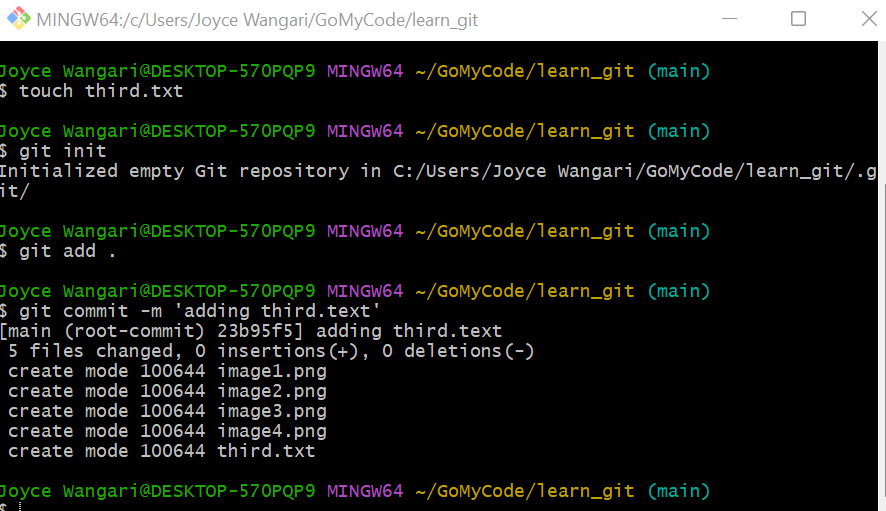 MINGW64:/c/Users/Joyce Wangari/GoMyCode/learn_git
Joyce Wangari@DESKTOP-570PQP9 MINGW64 ~/GoMyCode/learn_git (main)
$ touch third.txt
Joyce Wangari@DESKTOP-570PQP9 MINGW64 ~/GoMyCode/learn_git (main)
$ git init
Initialized empty Git repository in C:/Users/Joyce Wangari/GoMyCode/learn_git/.g
it/
Joyce Wangari@DESKTOP-570PQP9 MINGW64 ~/GoMyCode/learn_git (main)
$ git add .
Joyce Wangari@DESKTOP-570PQP9 MINGW64 ~/GoMyCode/learn_git (main)
$ git commit -m 'adding third.text'
[main (root-commit) 23b95f5] adding third.text
 5 files changed, 0 insertions(+), 0 deletions(-)
 create mode 100644 image1.png
 create mode 100644 image2.png
 create mode 100644 image3.png
 create mode 100644 image4.png
 create mode 100644 third.txt
Joyce Wangari@DESKTOP-570PQP9 MINGW64 ~/GoMyCode/learn_git (main)
$